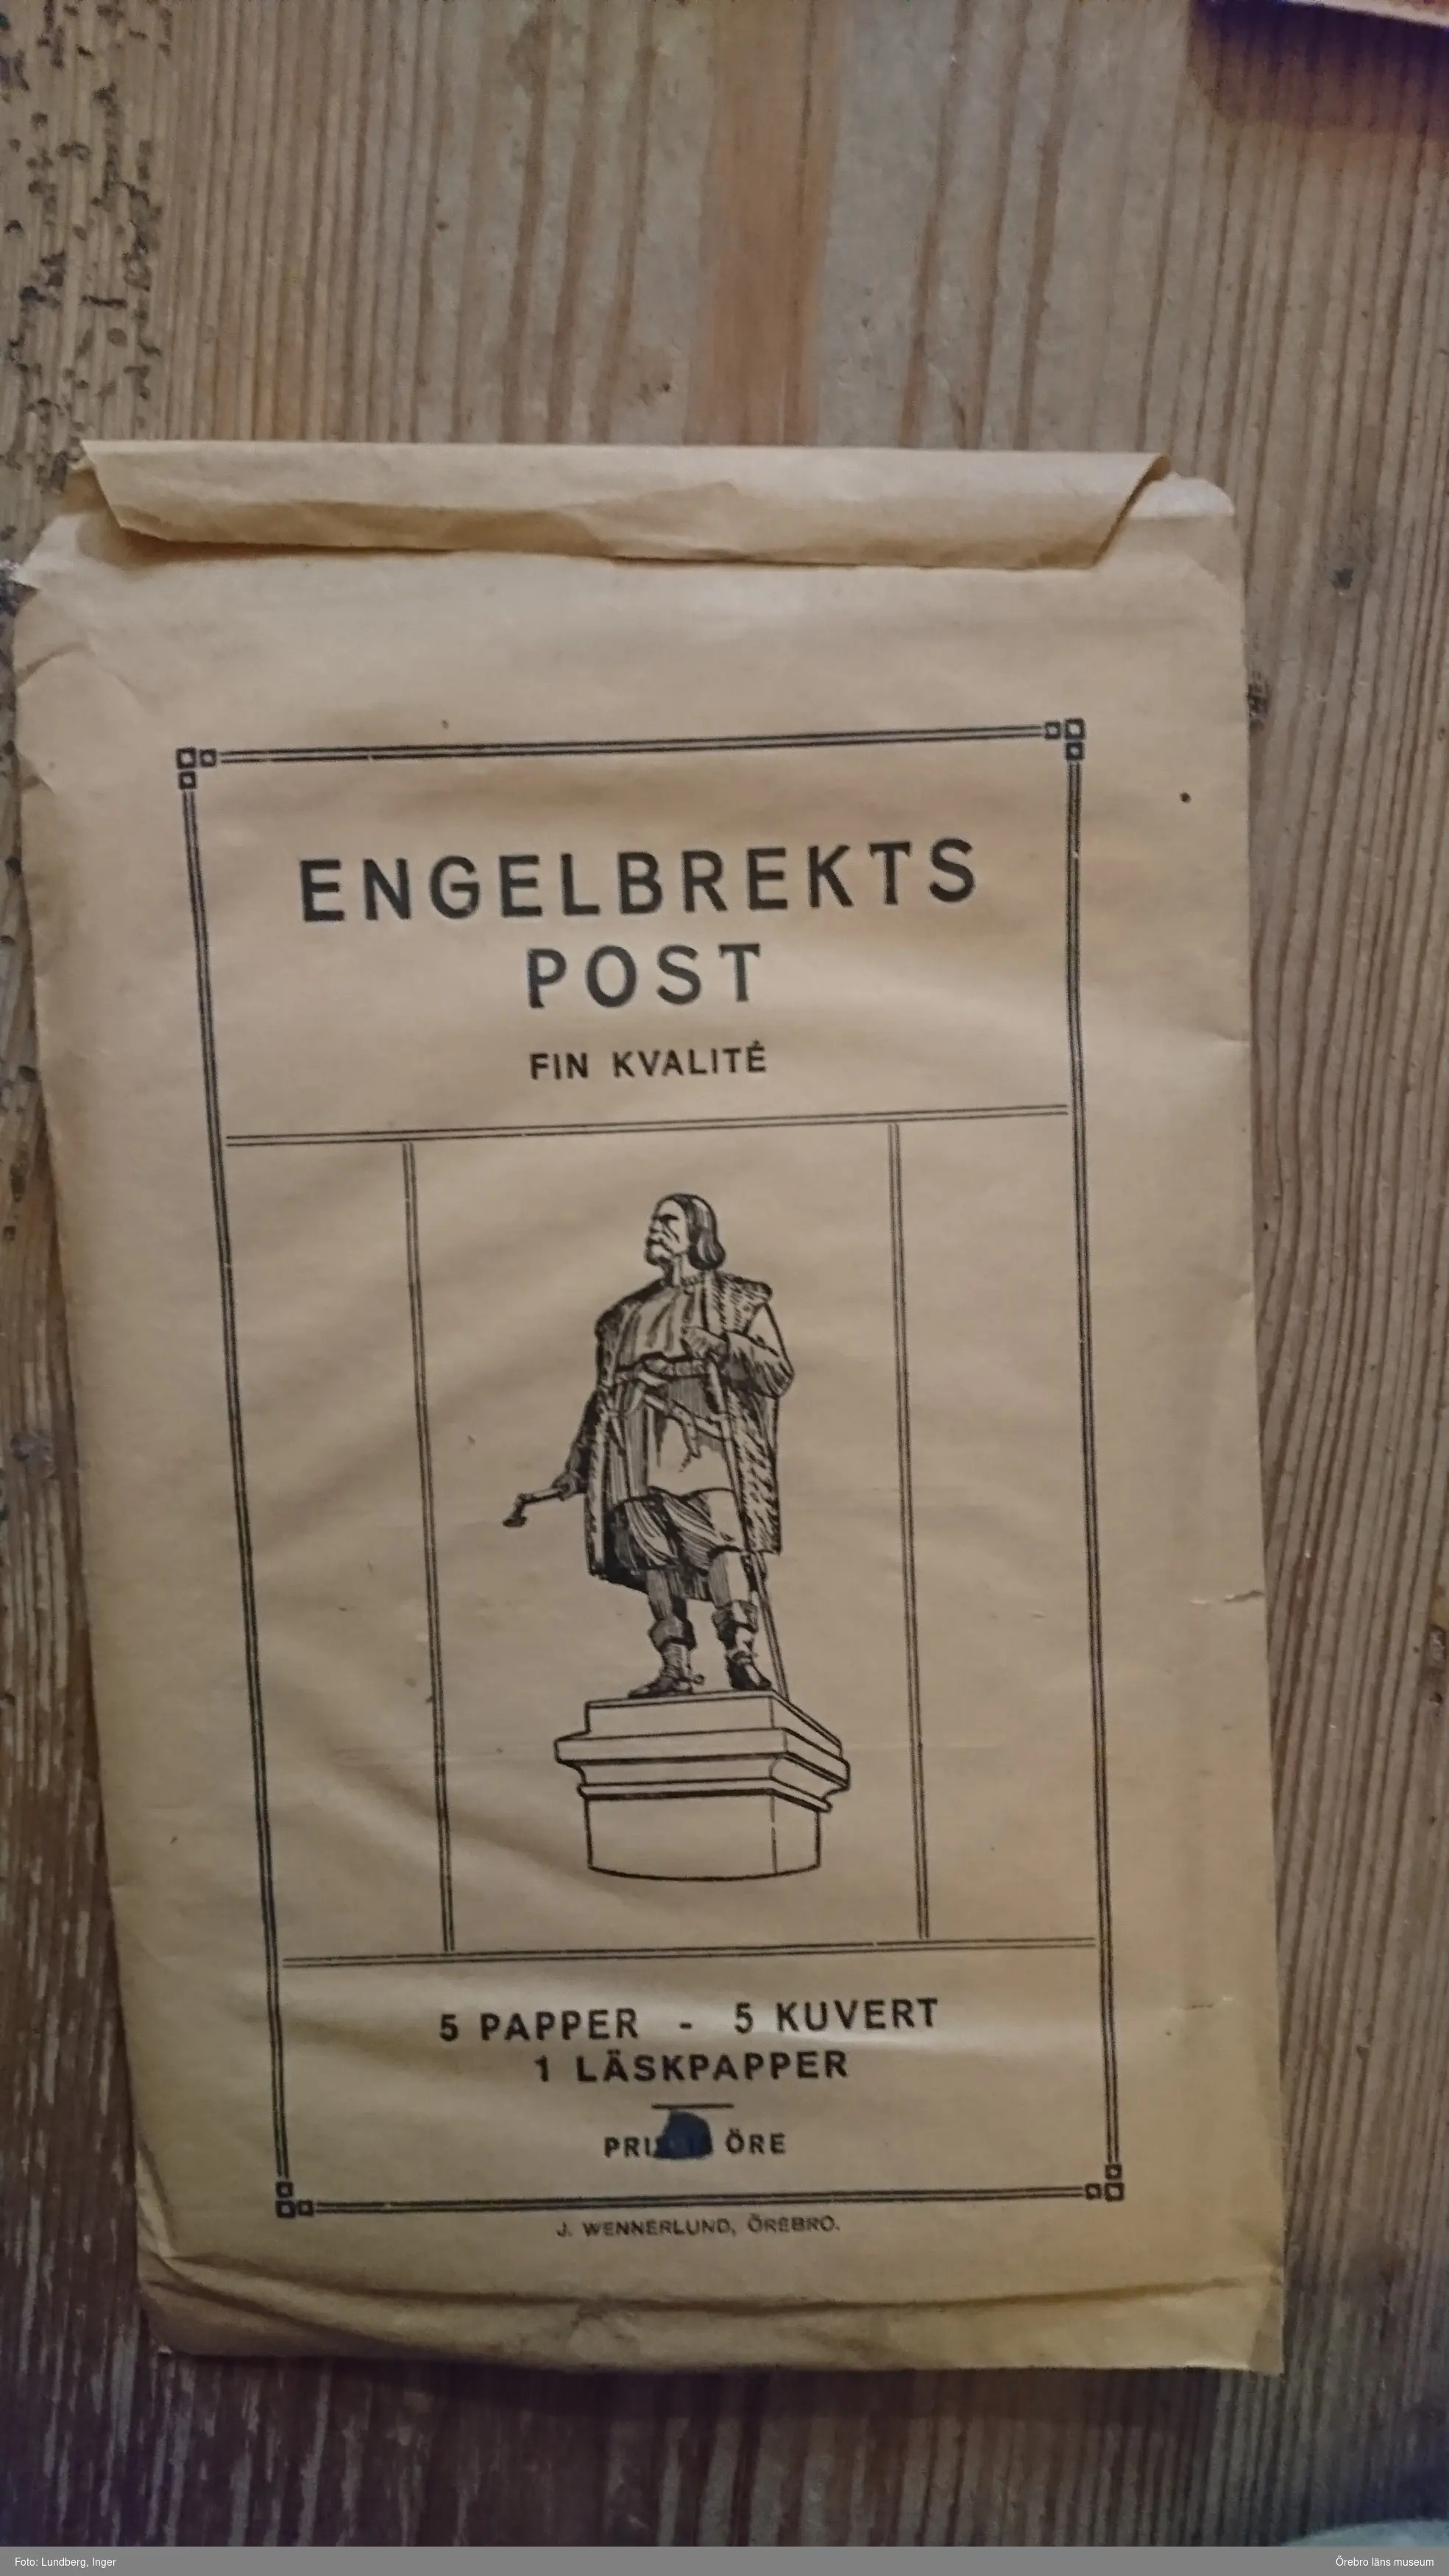 ENGELBREKTS
POST
FIN KVALITÉ
5 PAPPER - 5 KUVERT
1 LÄSKPAPPER
ÖRE
J. WENNERLUND, ÖREBRO.
Foto: Lundberg, Inger
Örebro läns museum